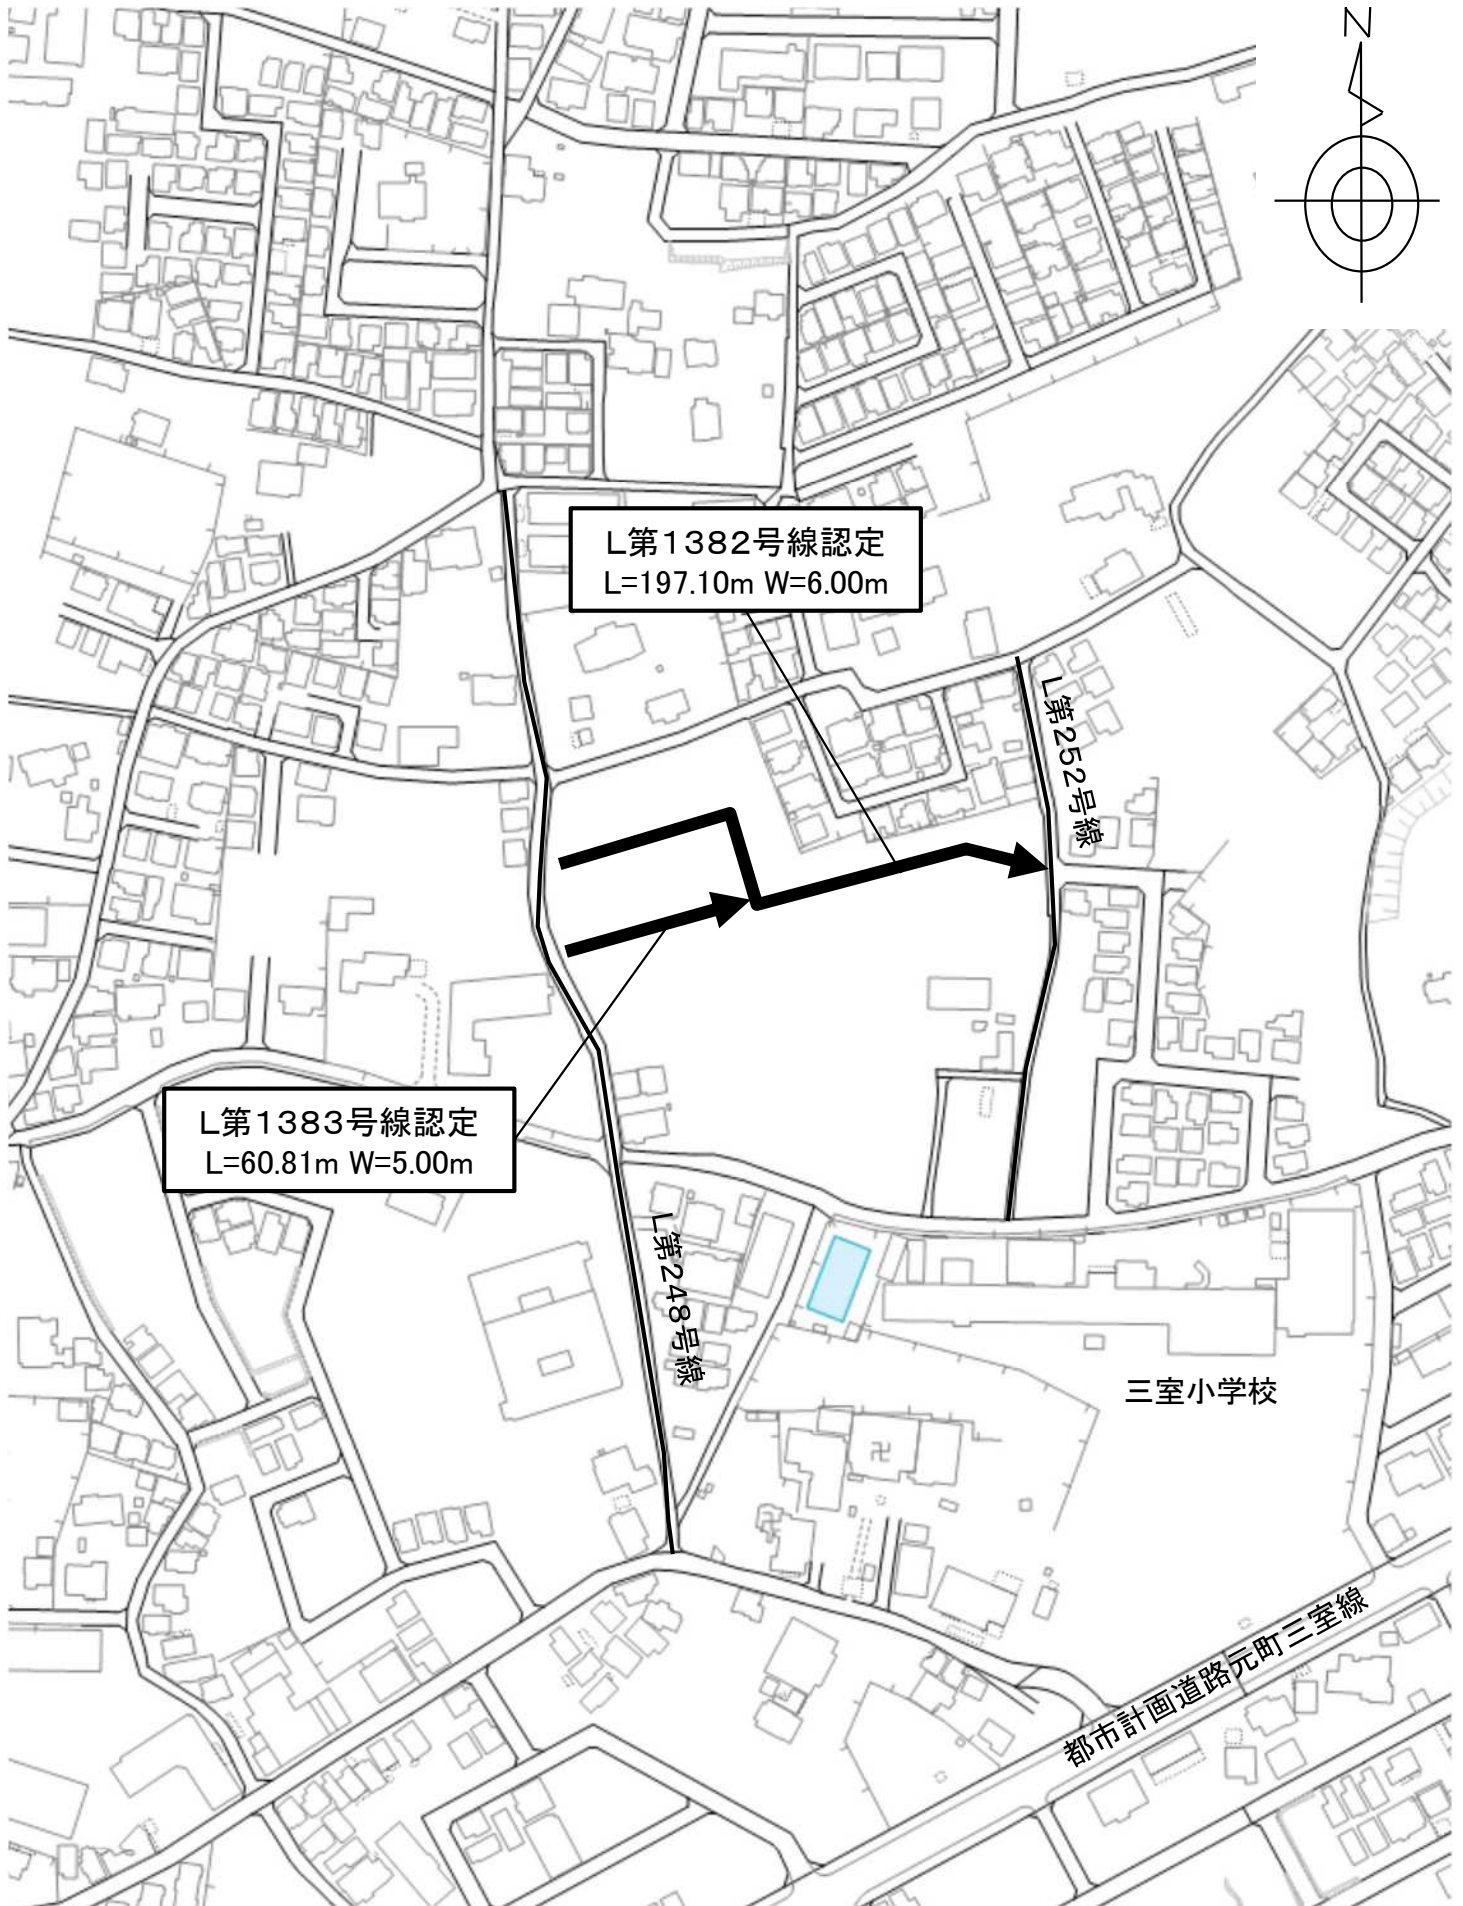 N
L第1382号線認定
L=197.10m W=6.00m
L第252号線
L第1383号線認定
L=60.81m W=5.00m
L第248号線
三室小学校
卍
都市計画道路元町三室線